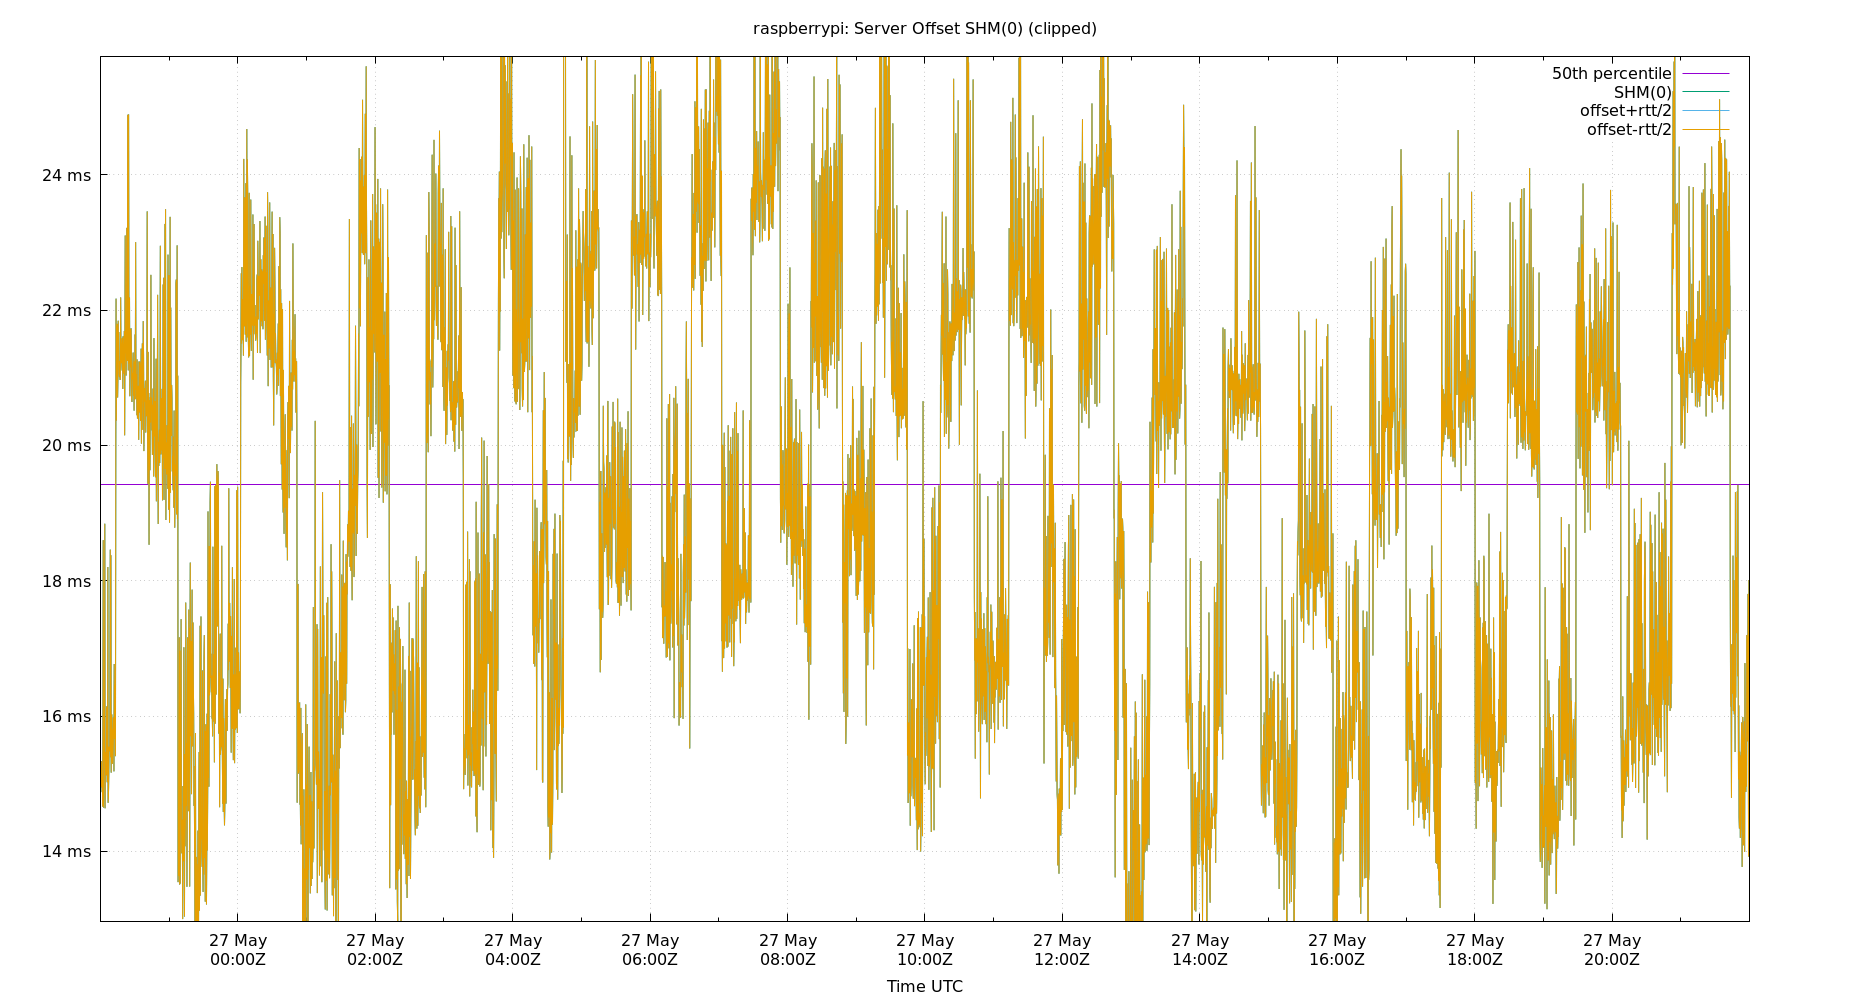 raspberrypi: Server Offset SHM(0) (clipped)
50th percentile
SHM(0)
offset+rtt/2
offset-rtt/2
24 ms
22 ms
20 ms
18 ms
16 ms
14 ms
27 May 27 May 27 May 27 May 27 May 27 May 27 May 27 May 27 May 27 May 27 May
00:00Z 02:00Z 04:00Z 06:00Z 08:00Z 10:00Z 12:00Z 14:00Z 16:00Z 18:00Z 20:00Z
Time UTC